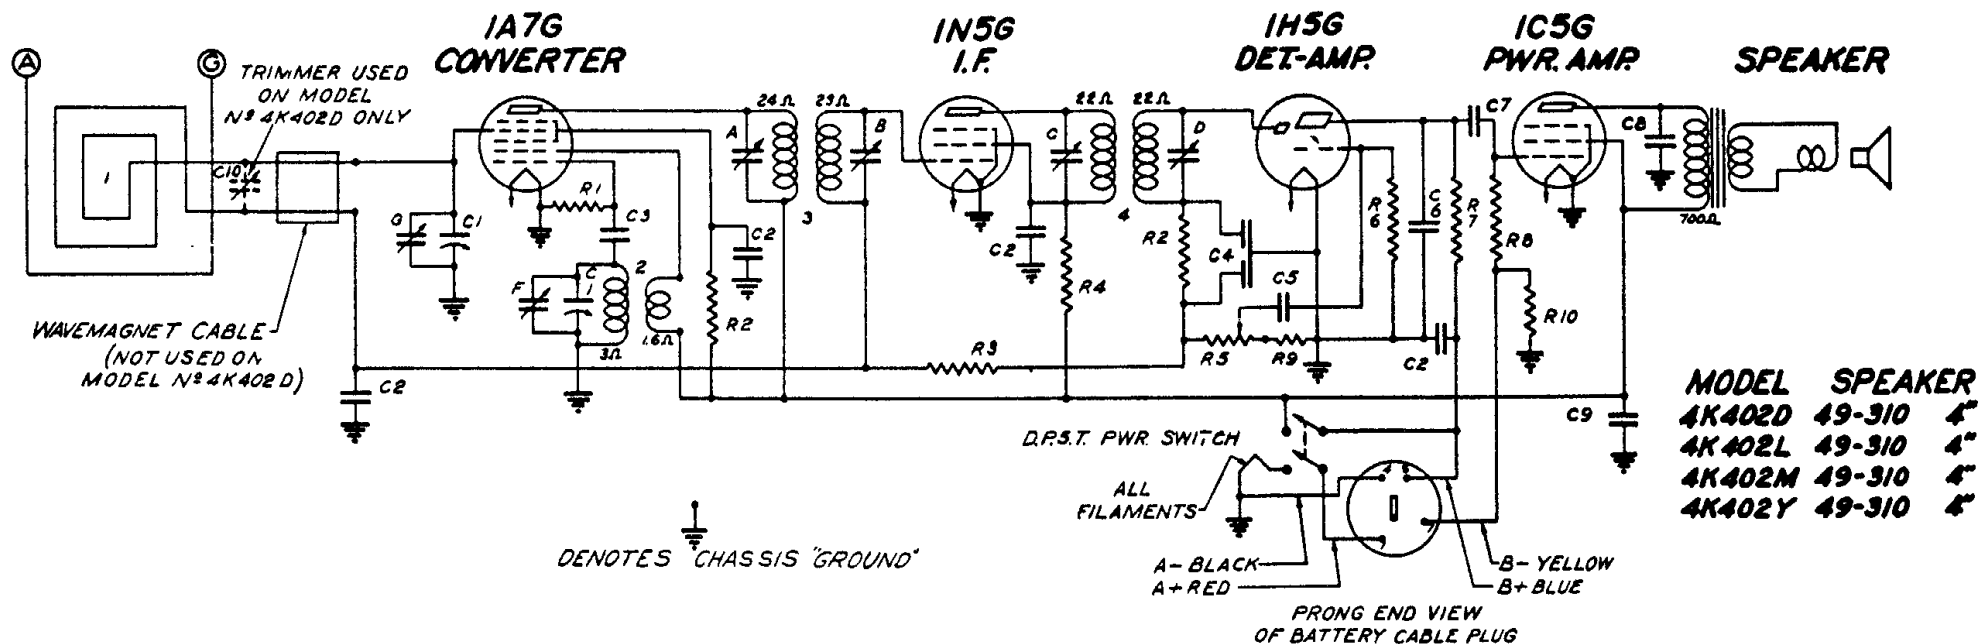 1A7G
CONVERTER
1N5G
I.F.
1H5G
DET.-AMP.
1C5G
PWR. AMP.
SPEAKER
A
G
TRIMMER USED
ON MODEL
Nº 4K402D ONLY
C10
1
WAVEMAGNET CABLE
(NOT USED ON
MODEL Nº 4K402D)
G
C1
R1
C3
F
C
1
2
3Ω
1.6Ω
C2
R2
C2
24Ω
23Ω
A
B
3
C2
R4
R3
22Ω
22Ω
C
D
4
R2
C4
C5
R5
R9
R
6
C
6
R
7
C2
C7
R8
R10
C8
700Ω
C9
MODEL SPEAKER
4K402D 49-310 4"
4K402L 49-310 4"
4K402M 49-310 4"
4K402Y 49-310 4"
D.P.S.T. PWR. SWITCH
ALL
FILAMENTS
DENOTES CHASSIS "GROUND"
A- BLACK
A+ RED
B- YELLOW
B+ BLUE
PRONG END VIEW
OF BATTERY CABLE PLUG